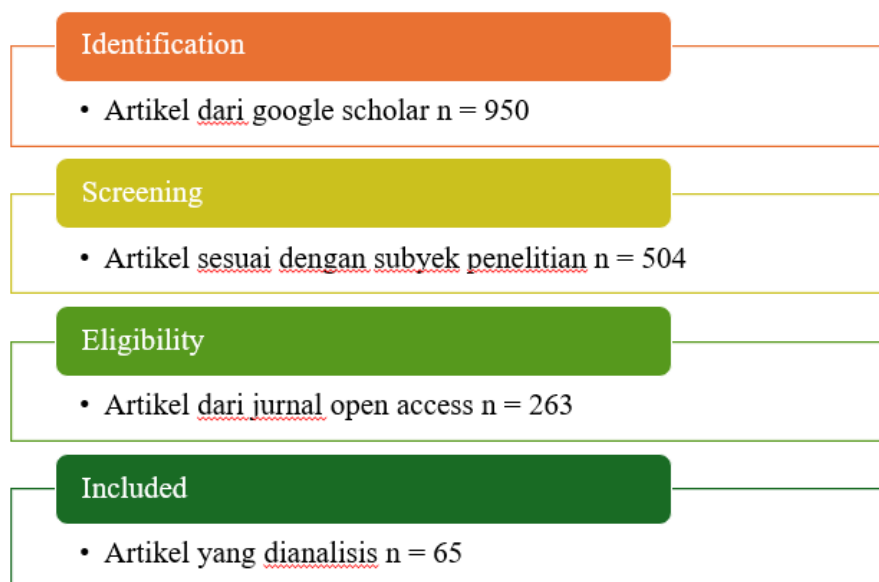 Identification
• Artikel dari google scholar n = 950
Screening
• Artikel sesuai dengan subyek penelitian n = 504
Eligibility
• Artikel dari jurnal open access n = 263
Included
• Artikel yang dianalisis n = 65